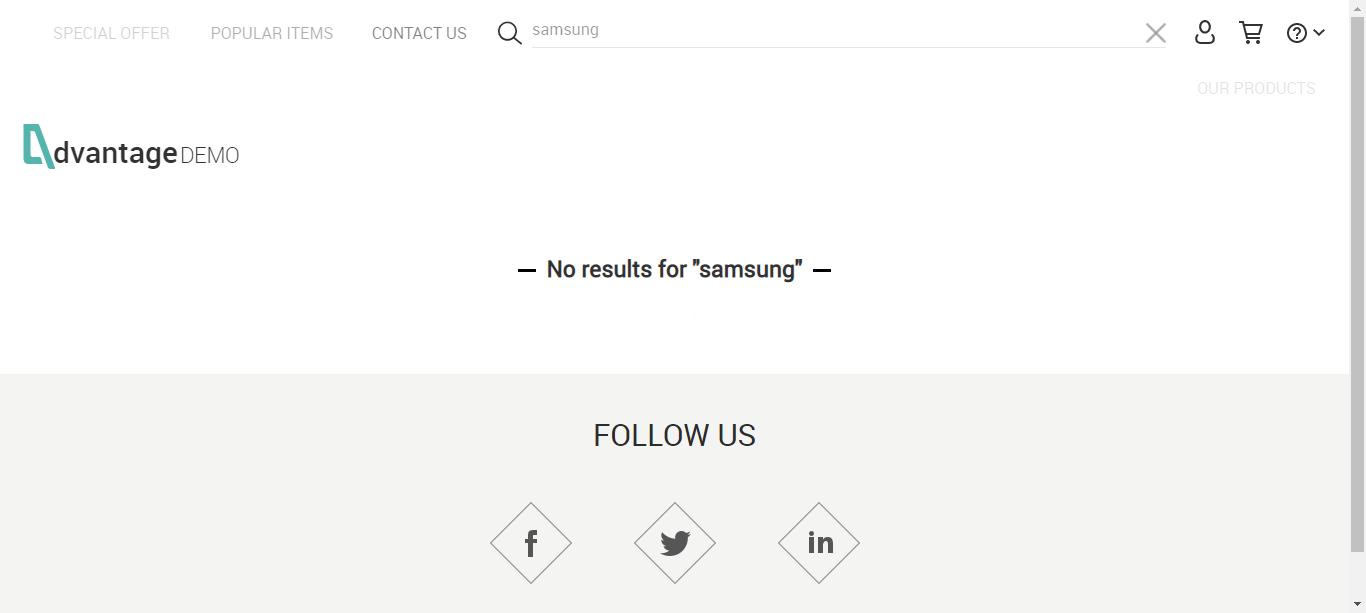 SPECIAL OFFER POPULAR ITEMS CONTACT US samsung
OUR PRODUCTS
dvantage DEMO
No results for "samsung"
FOLLOW US
f
in